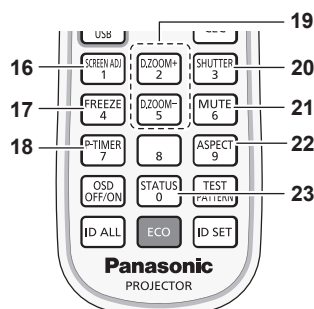 19
USB
16
SCREEN ADJ
1
D.ZOOM+
2
SHUTTER
3
20
17
FREEZE
4
D.ZOOM−
5
MUTE
6
21
18
P-TIMER
7
8
ASPECT
9
22
OSD
OFF/ON
STATUS
0
TEST
PATTERN
23
ID ALL
ECO
ID SET
Panasonic
PROJECTOR